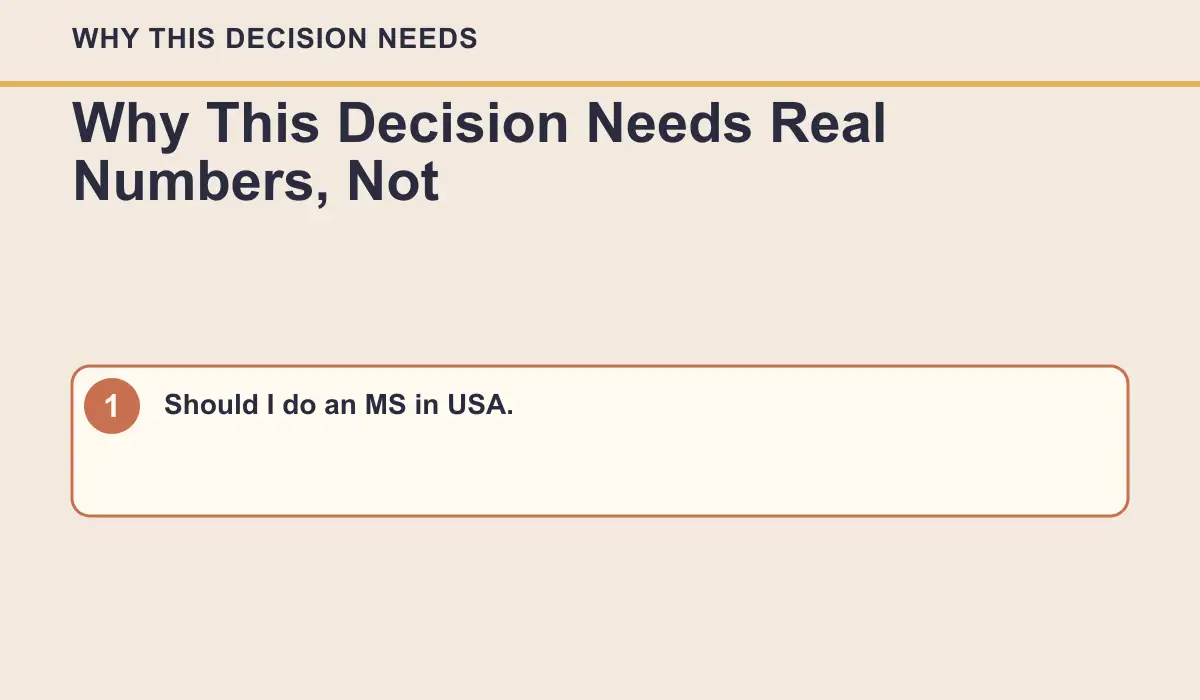 WHY THIS DECISION NEEDS
Why This Decision Needs Real
Numbers, Not
1 Should I do an MS in USA.